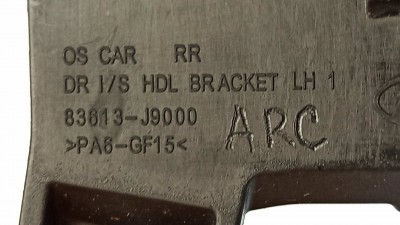 OS CAR RR
DR I/S HDL BRACKET LH 1
83613-J9000 ARC
>PA6-GF15<